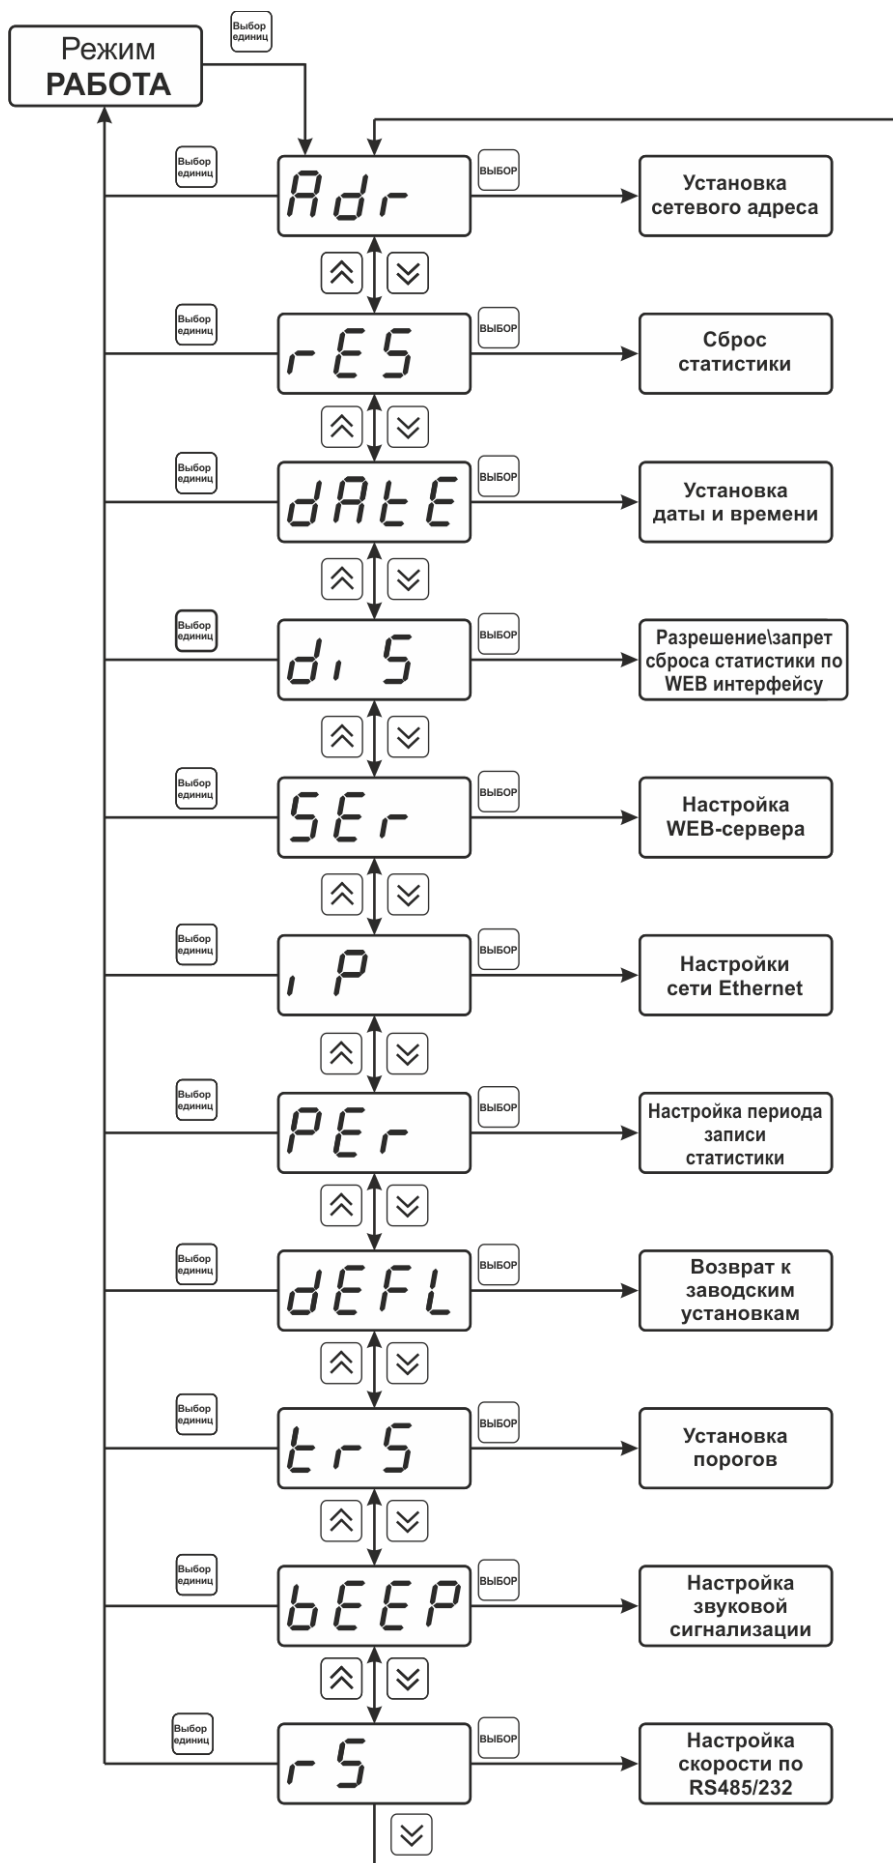 Выбор
единиц
Режим
РАБОТА
Выбор
единиц
Adr
ВЫБОР
Установка
сетевого адреса
Выбор
единиц
rES
ВЫБОР
Сброс
статистики
Выбор
единиц
dAtE
ВЫБОР
Установка
даты и времени
Выбор
единиц
di S
ВЫБОР
Разрешение\запрет
сброса статистики по
WEB интерфейсу
Выбор
единиц
SEr
ВЫБОР
Настройка
WEB-сервера
Выбор
единиц
i P
ВЫБОР
Настройки
сети Ethernet
Выбор
единиц
PEr
ВЫБОР
Настройка периода
записи
статистики
Выбор
единиц
dEFL
ВЫБОР
Возврат к
заводским
установкам
Выбор
единиц
trS
ВЫБОР
Установка
порогов
Выбор
единиц
bEEP
ВЫБОР
Настройка
звуковой
сигнализации
Выбор
единиц
rS
ВЫБОР
Настройка
скорости по
RS485/232